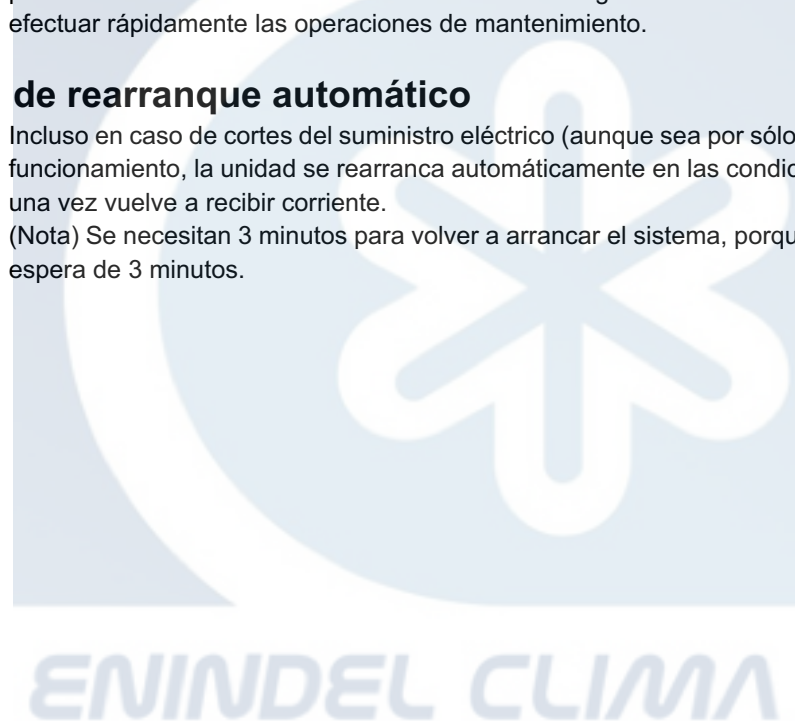 efectuar rápidamente las operaciones de mantenimiento.
de rearranque automático
Incluso en caso de cortes del suministro eléctrico (aunque sea por sólo
funcionamiento, la unidad se rearranca automáticamente en las condic
una vez vuelve a recibir corriente.
(Nota) Se necesitan 3 minutos para volver a arrancar el sistema, porqu
espera de 3 minutos.
ENINDEL CLIMA